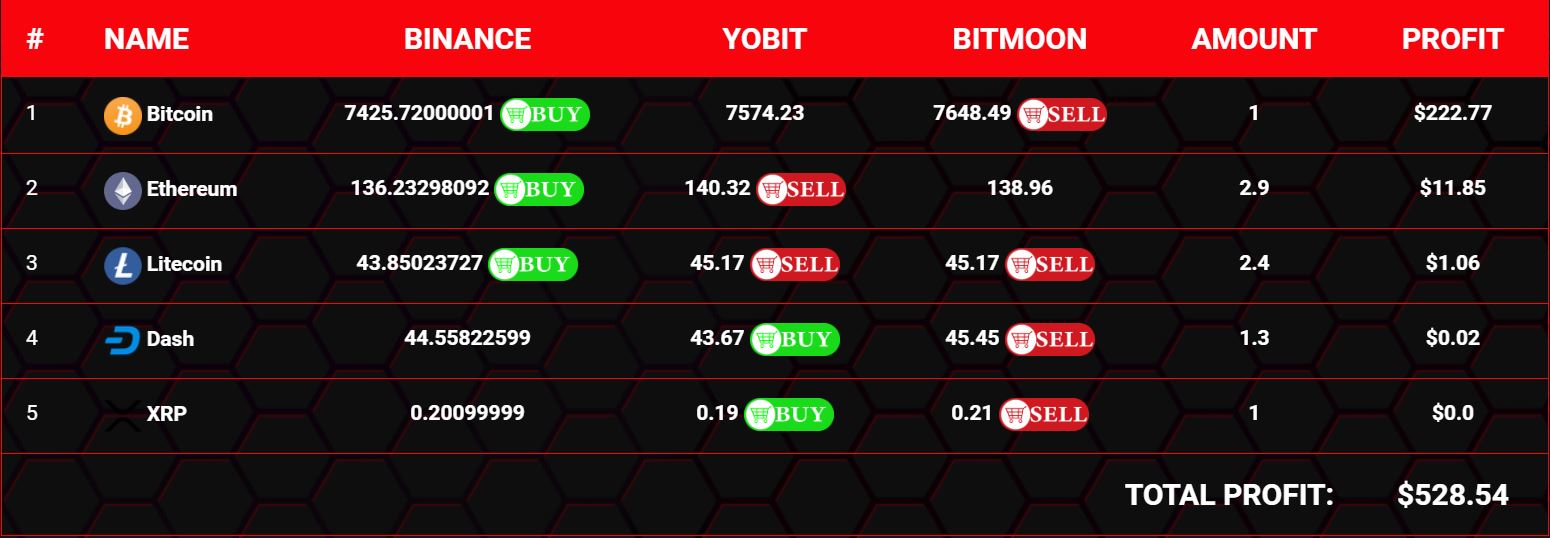 # NAME BINANCE YOBIT BITMOON AMOUNT PROFIT
1 Bitcoin 7425.72000001 BUY 7574.23 7648.49 SELL 1 $222.77
2 Ethereum 136.23298092 BUY 140.32 SELL 138.96 2.9 $11.85
3 Litecoin 43.85023727 BUY 45.17 SELL 45.17 SELL 2.4 $1.06
4 Dash 44.55822599 43.67 BUY 45.45 SELL 1.3 $0.02
5 XRP 0.20099999 0.19 BUY 0.21 SELL 1 $0.0
TOTAL PROFIT: $528.54